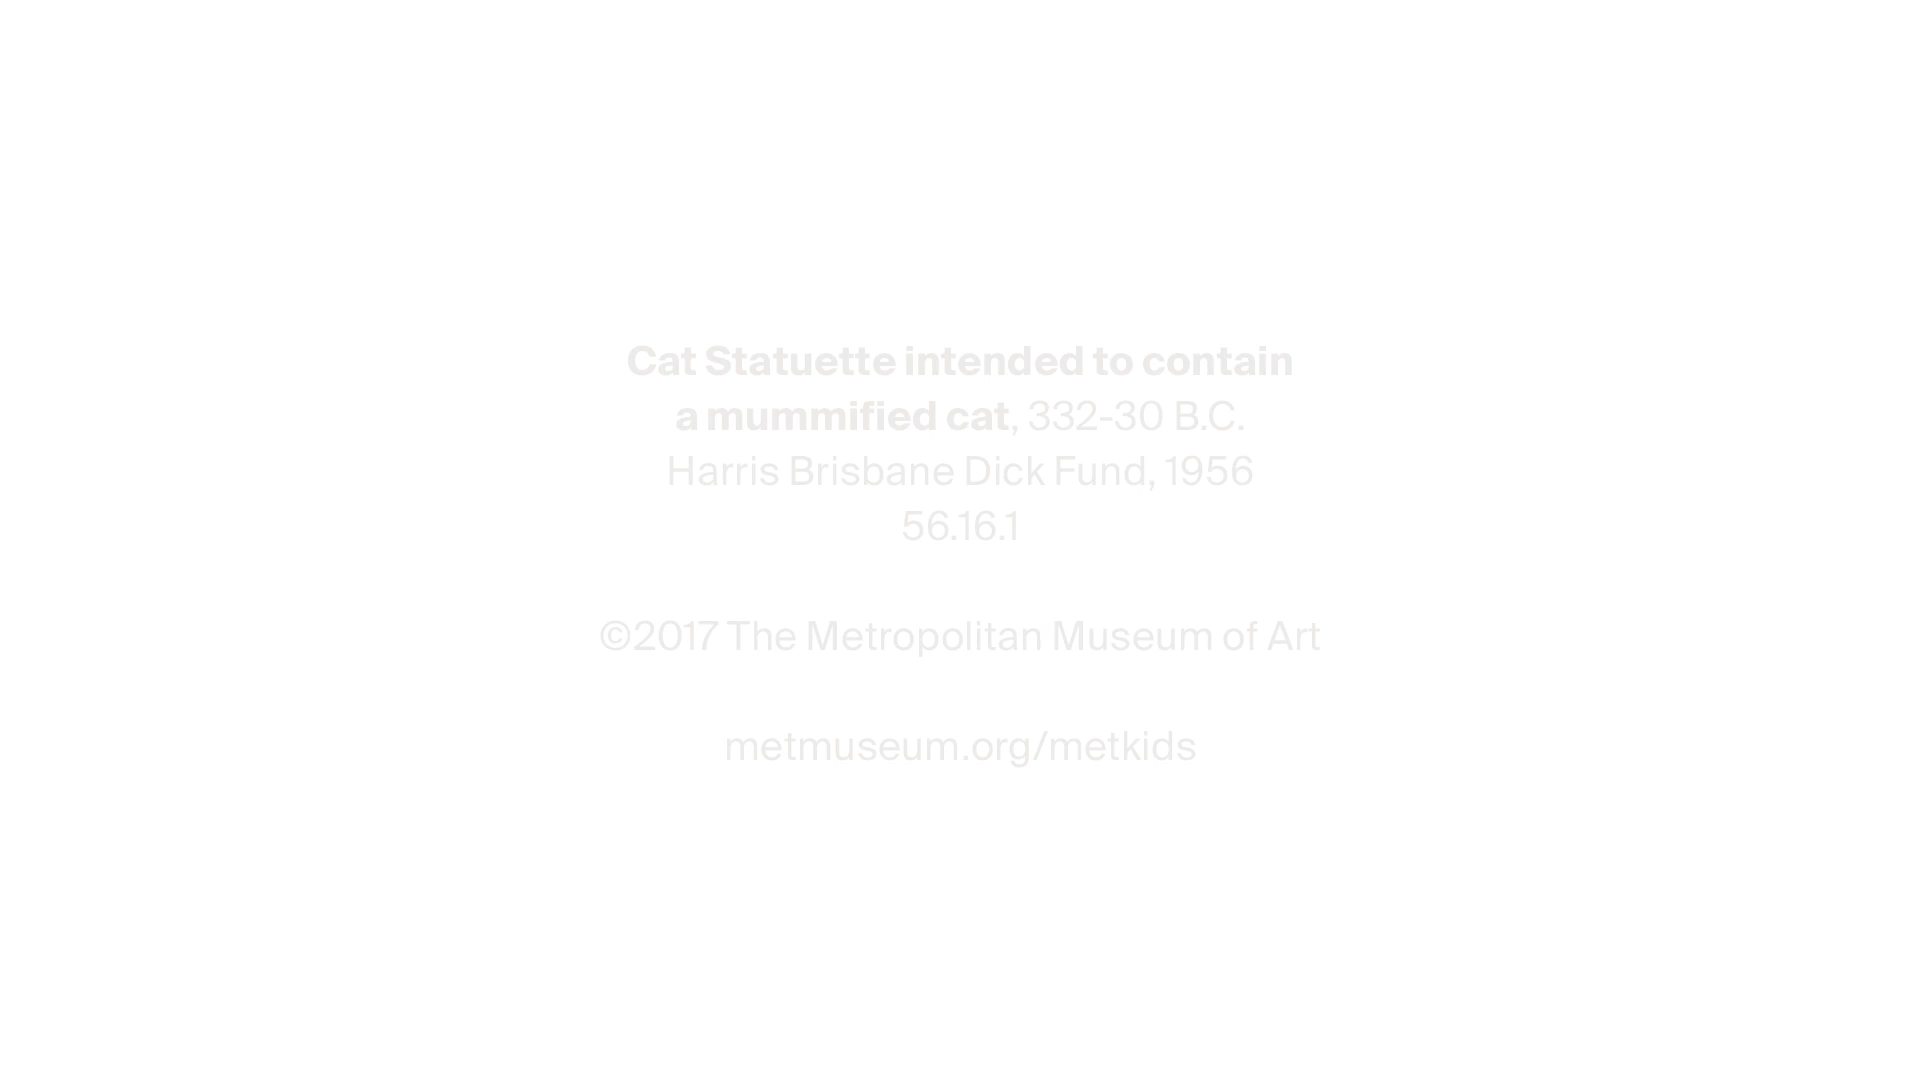 Cat Statuette intended to contain
a mummified cat, 332-30 B.C.
Harris Brisbane Dick Fund, 1956
56.16.1
©2017 The Metropolitan Museum of Art
metmuseum.org/metkids